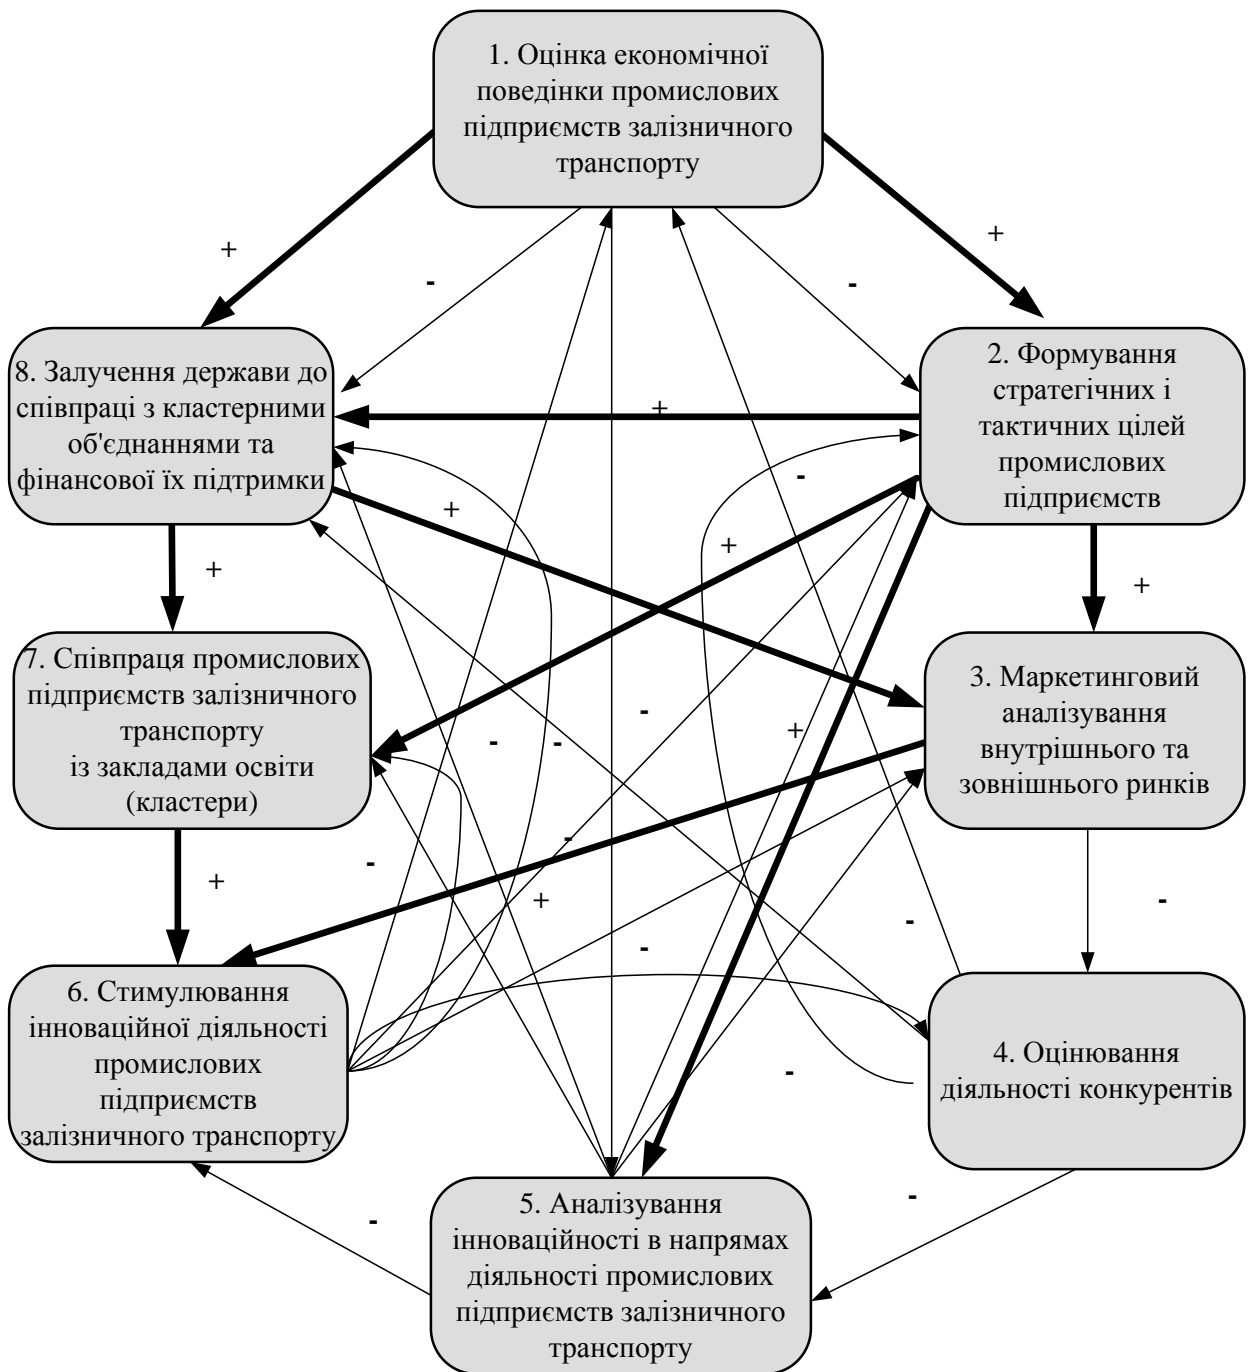 1. Оцінка економічної
поведінки промислових
підприємств залізничного
транспорту
+
+
-
-
8. Залучення держави до
співпраці з кластерними
об'єднаннями та
фінансової їх підтримки
2. Формування
стратегічних і
тактичних цілей
промислових
підприємств
+
-
+
+
+
+
7. Співпраця промислових
підприємств залізничного
транспорту
із закладами освіти
(кластери)
3. Маркетинговий
аналізування
внутрішнього та
зовнішнього ринків
-
+
-
-
-
-
+
+
-
-
-
6. Стимулювання
інноваційної діяльності
промислових
підприємств
залізничного транспорту
4. Оцінювання
діяльності конкурентів
-
-
-
5. Аналізування
інноваційності в напрямах
діяльності промислових
підприємств залізничного
транспорту